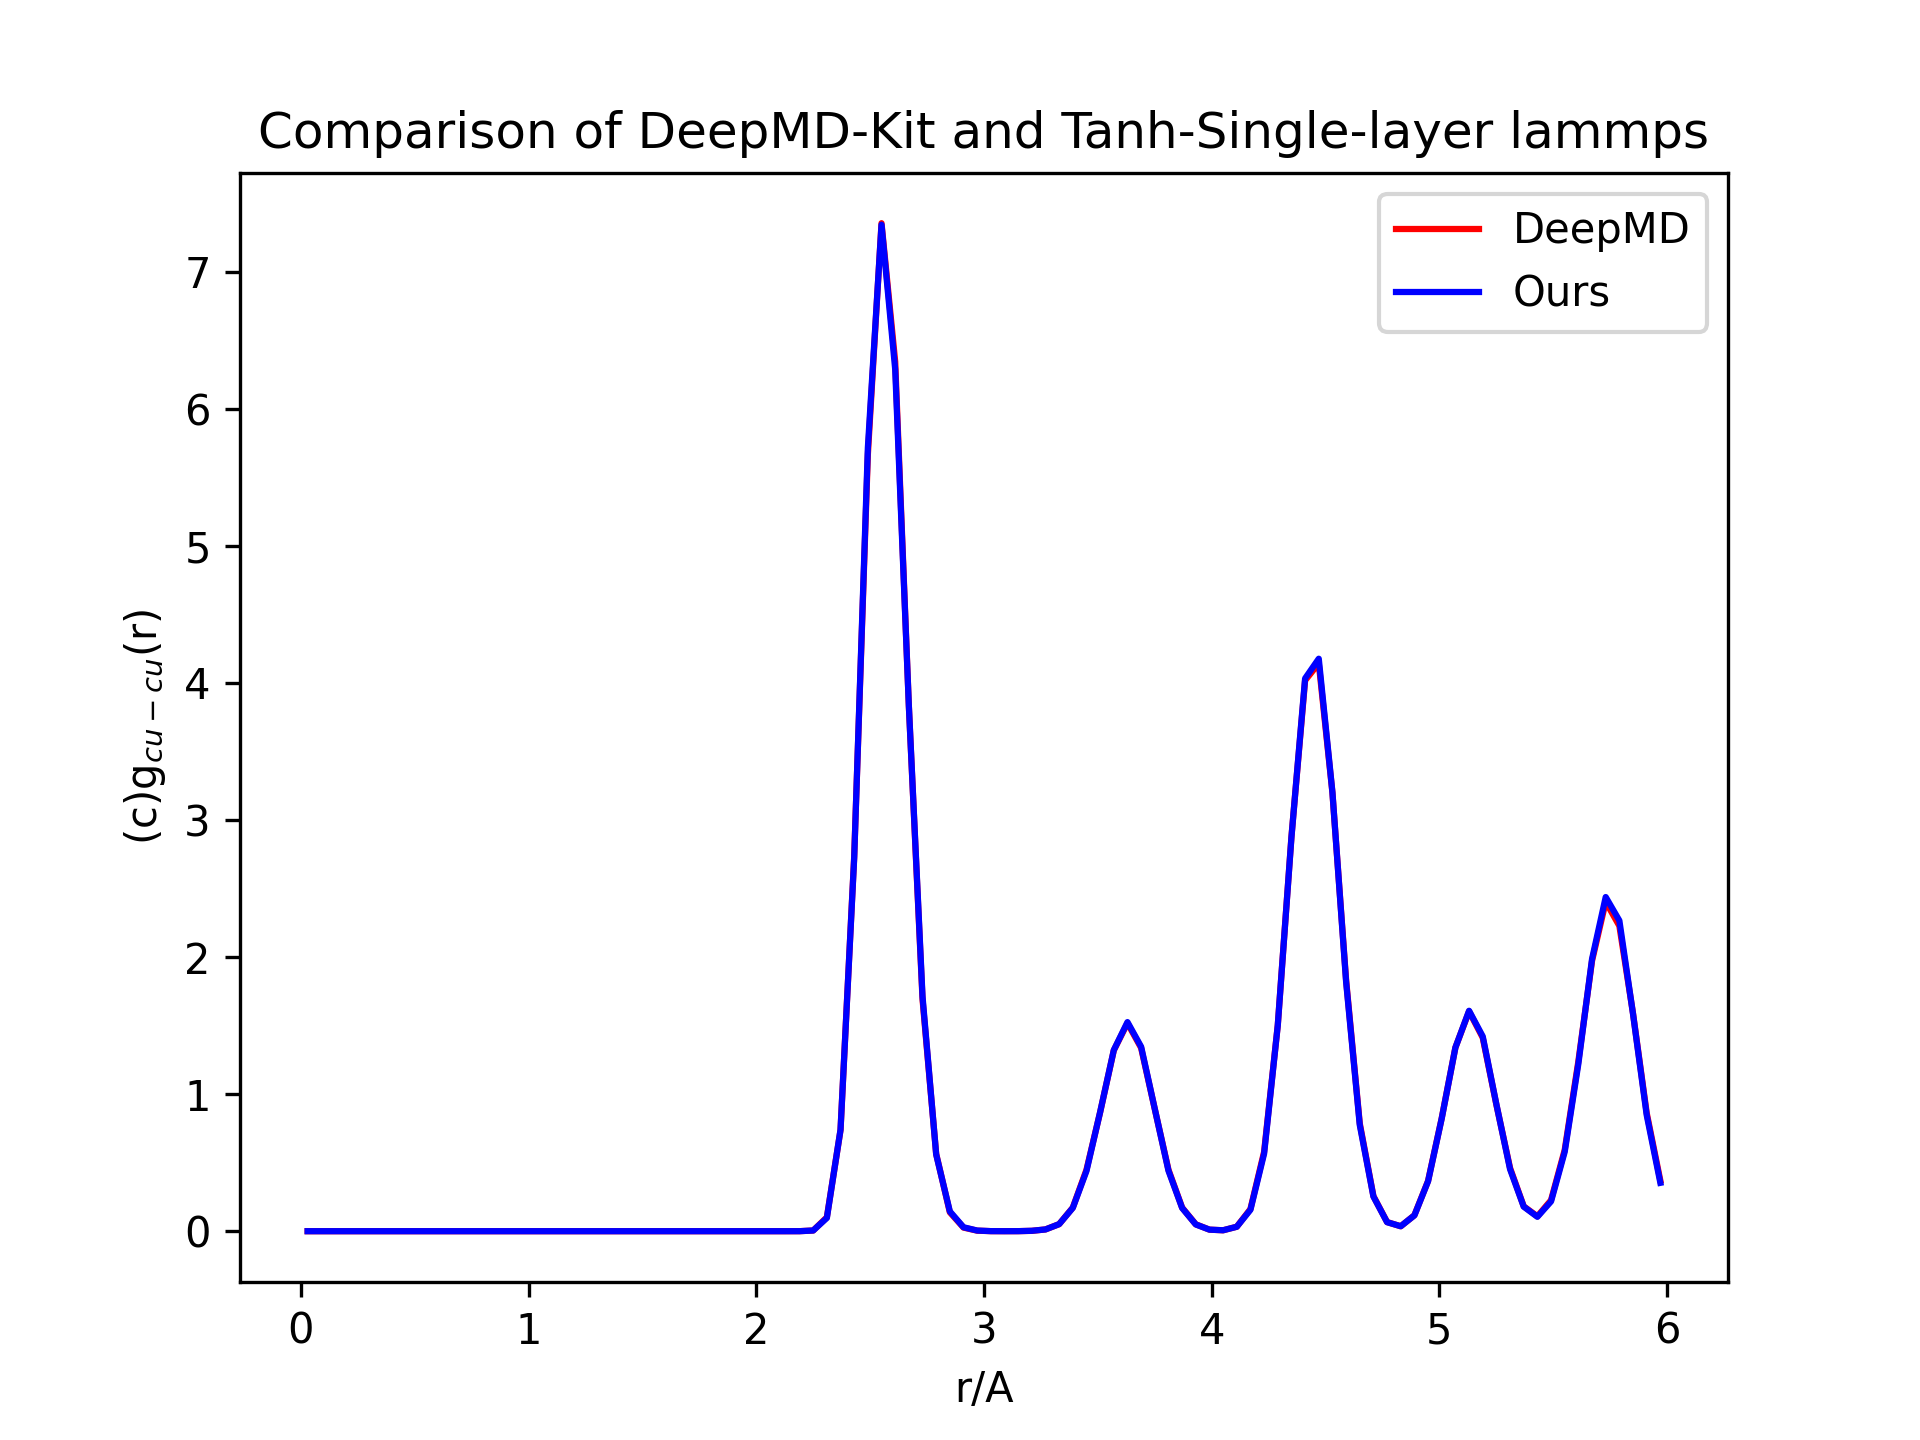 Comparison of DeepMD-Kit and Tanh-Single-layer lammps
DeepMD
Ours
7
6
5
4
3
2
1
0
(c)g_{cu-cu}(r)
0 1 2 3 4 5 6
r/A